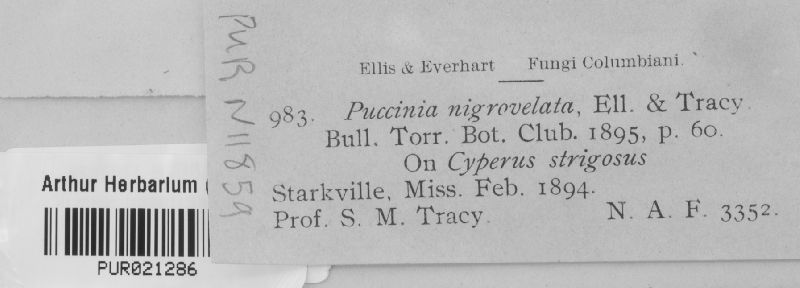 PUR N11859
Ellis & Everhart Fungi Columbiani.
983. Puccinia nigrovelata, Ell. & Tracy.
Bull. Torr. Bot. Club. 1895, p. 60.
On Cyperus strigosus
Starkville, Miss. Feb. 1894.
Prof. S. M. Tracy. N. A. F. 3352.
Arthur Herbarium (
PUR021286